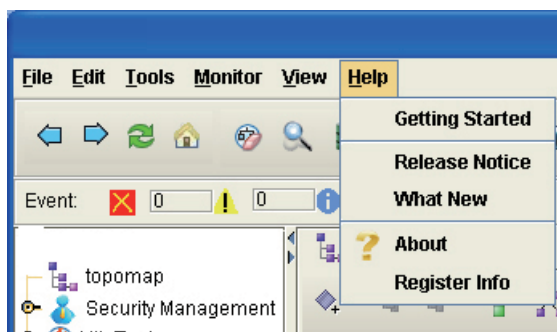 File Edit Tools Monitor View Help
Getting Started
Release Notice
What New
About
Register Info
Event: 0 0
topomap
Security Management